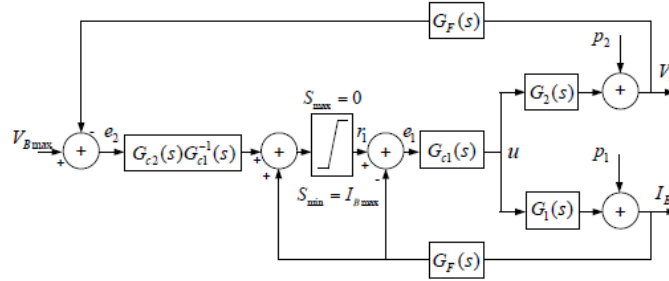 G_F(s)
p_2
V
S_max = 0
G_2(s)
V_Bmax
-
e_2
r_1
e_1
+
+
+
+
G_c2(s)G_c1^-1(s)
+
+
G_c1(s)
u
+
+
-
p_1
S_min = I_Bmax
I_B
G_1(s)
+
+
G_F(s)